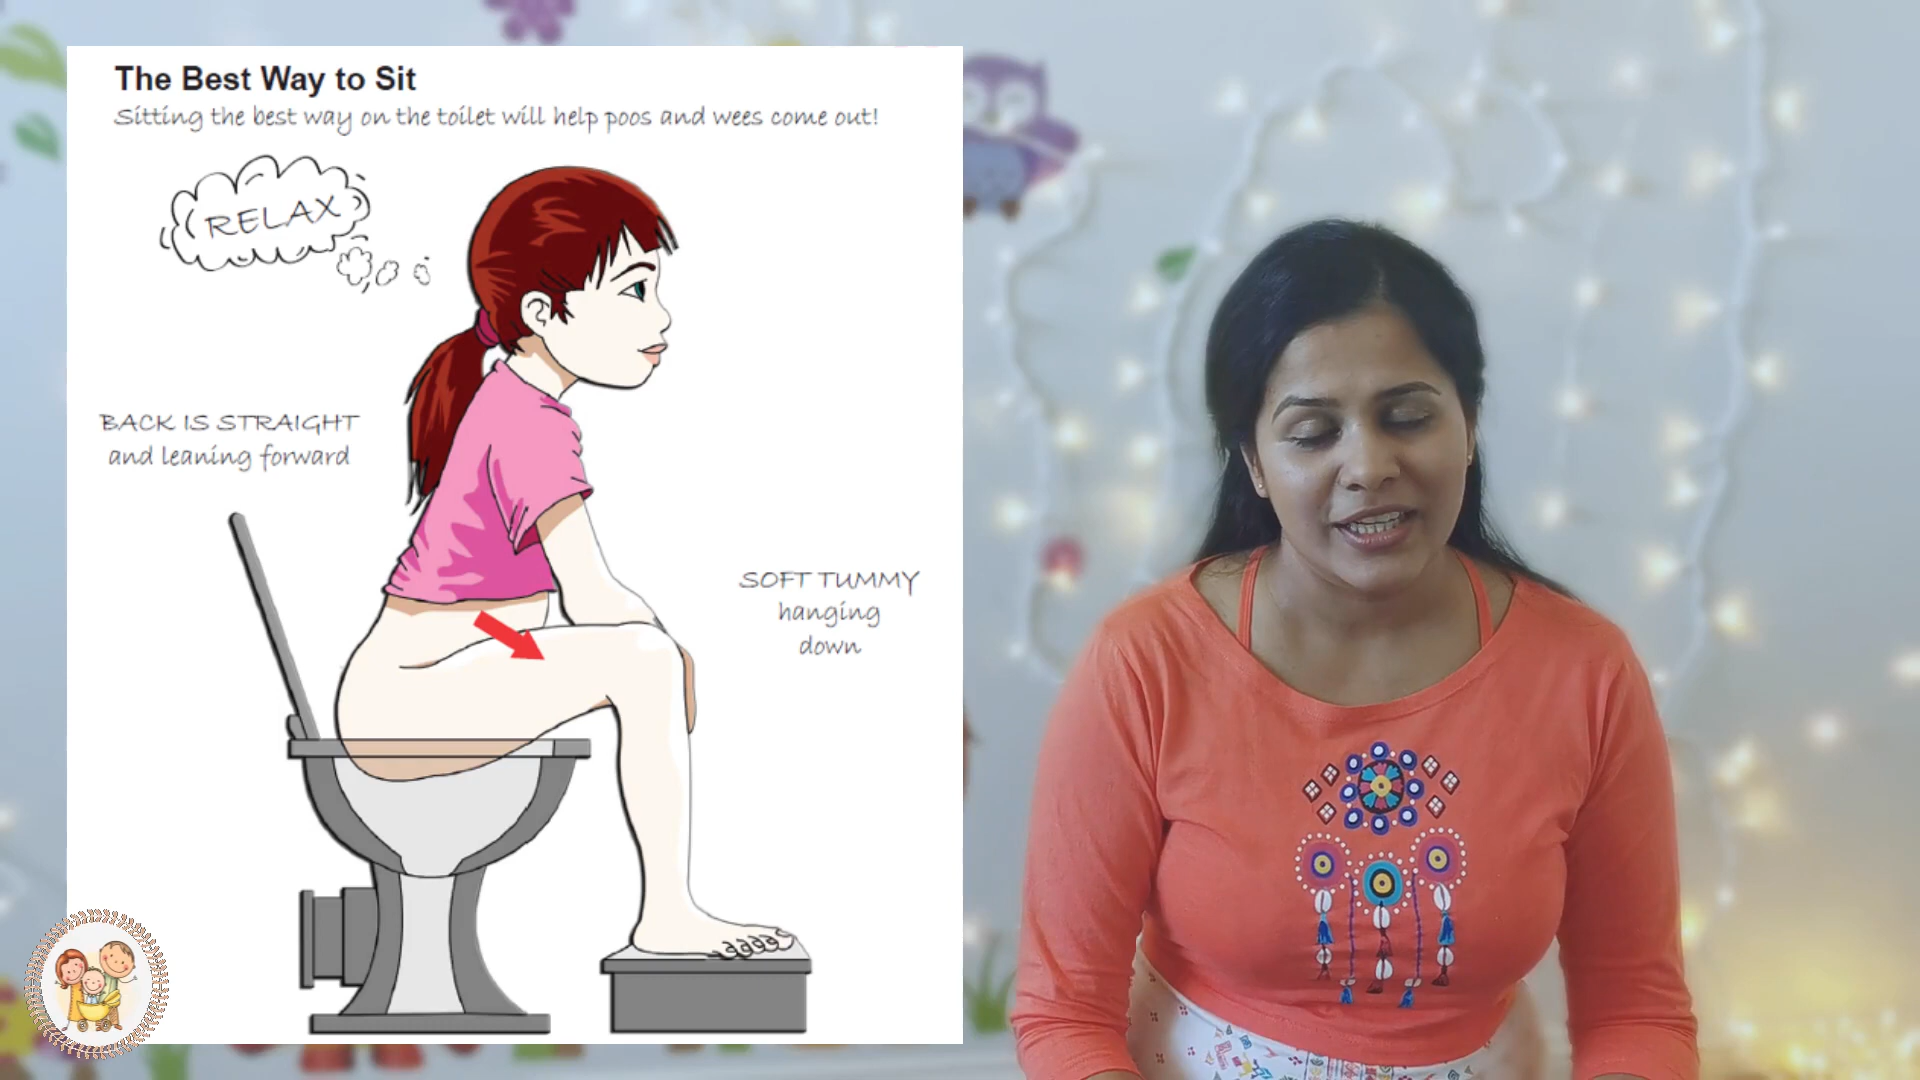 The Best Way to Sit
Sitting the best way on the toilet will help poos and wees come out!
RELAX
BACK IS STRAIGHT
and leaning forward
SOFT TUMMY
hanging
down